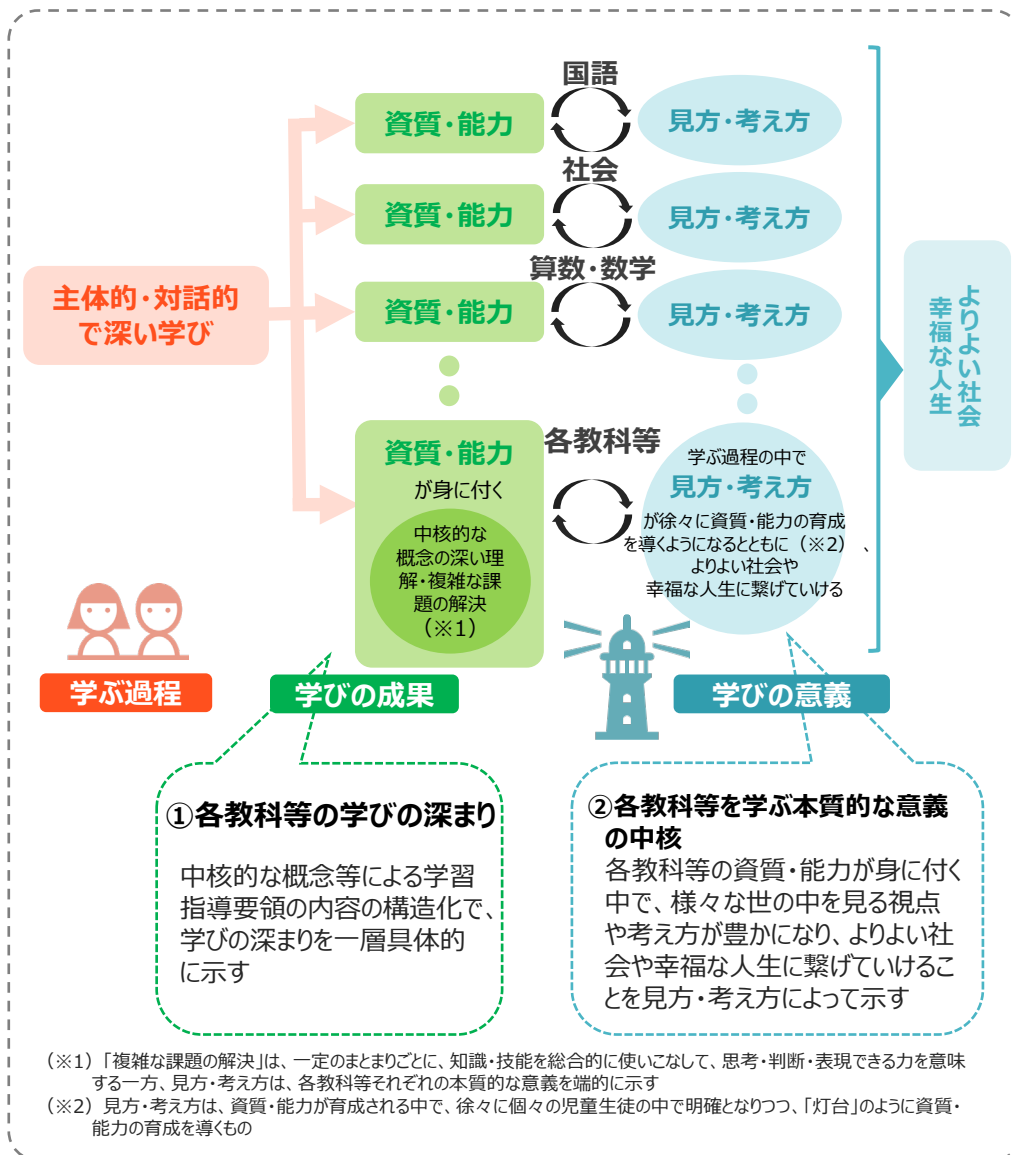 国語
資質・能力
見方・考え方
社会
資質・能力
見方・考え方
算数・数学
資質・能力
見方・考え方
主体的・対話的
で深い学び
よりよい社会
幸福な人生
各教科等
資質・能力
が身に付く
中核的な
概念の深い理
解・複雑な課
題の解決
(※1)
学ぶ過程の中で
見方・考え方
が徐々に資質・能力の育成
を導くようになるとともに（※2）、
よりよい社会や
幸福な人生に繋げていける
学ぶ過程
学びの成果
学びの意義
①各教科等の学びの深まり
中核的な概念等による学習
指導要領の内容の構造化で、
学びの深まりを一層具体的
に示す
②各教科等を学ぶ本質的な意義
の中核
各教科等の資質・能力が身に付く
中で、様々な世の中を見る視点
や考え方が豊かになり、よりよい社
会や幸福な人生に繋げていけるこ
とを見方・考え方によって示す
（※1）「複雑な課題の解決」は、一定のまとまりごとに、知識・技能を総合的に使いこなして、思考・判断・表現できる力を意味
する一方、見方・考え方は、各教科等それぞれの本質的な意義を端的に示す
（※2）見方・考え方は、資質・能力が育成される中で、徐々に個々の児童生徒の中で明確となりつつ、「灯台」のように資質・
能力の育成を導くもの